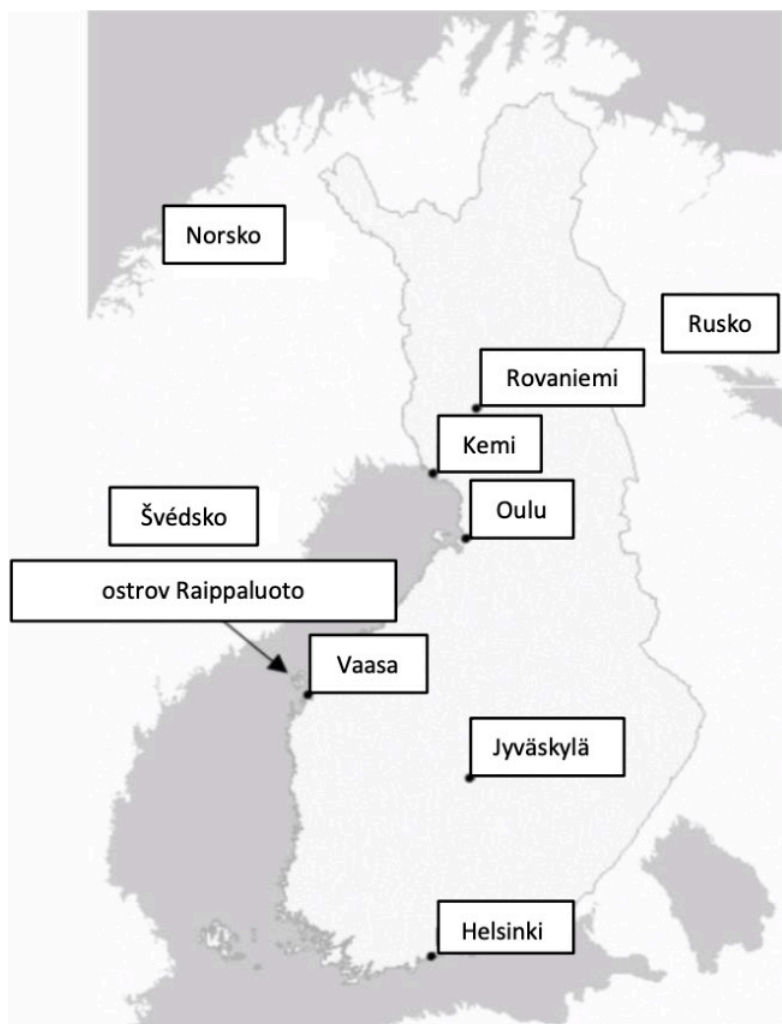 Norsko
Rusko
Rovaniemi
Kemi
Švédsko
Oulu
ostrov Raippaluoto
Vaasa
Jyväskylä
Helsinki